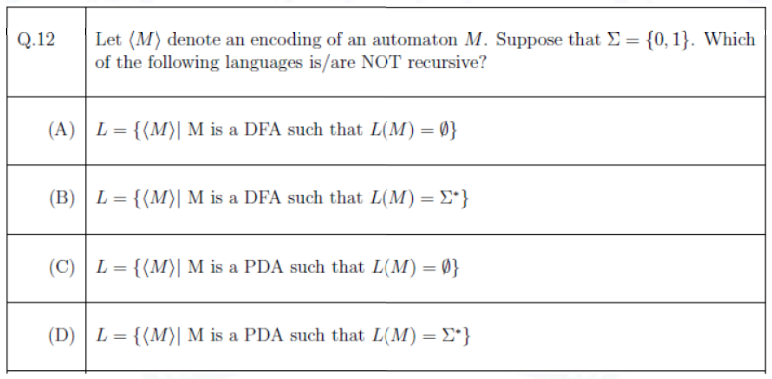 Q.12 Let ⟨M⟩ denote an encoding of an automaton M. Suppose that Σ = {0, 1}. Which
of the following languages is/are NOT recursive?
(A) L = {⟨M⟩| M is a DFA such that L(M) = ∅}
(B) L = {⟨M⟩| M is a DFA such that L(M) = Σ*}
(C) L = {⟨M⟩| M is a PDA such that L(M) = ∅}
(D) L = {⟨M⟩| M is a PDA such that L(M) = Σ*}